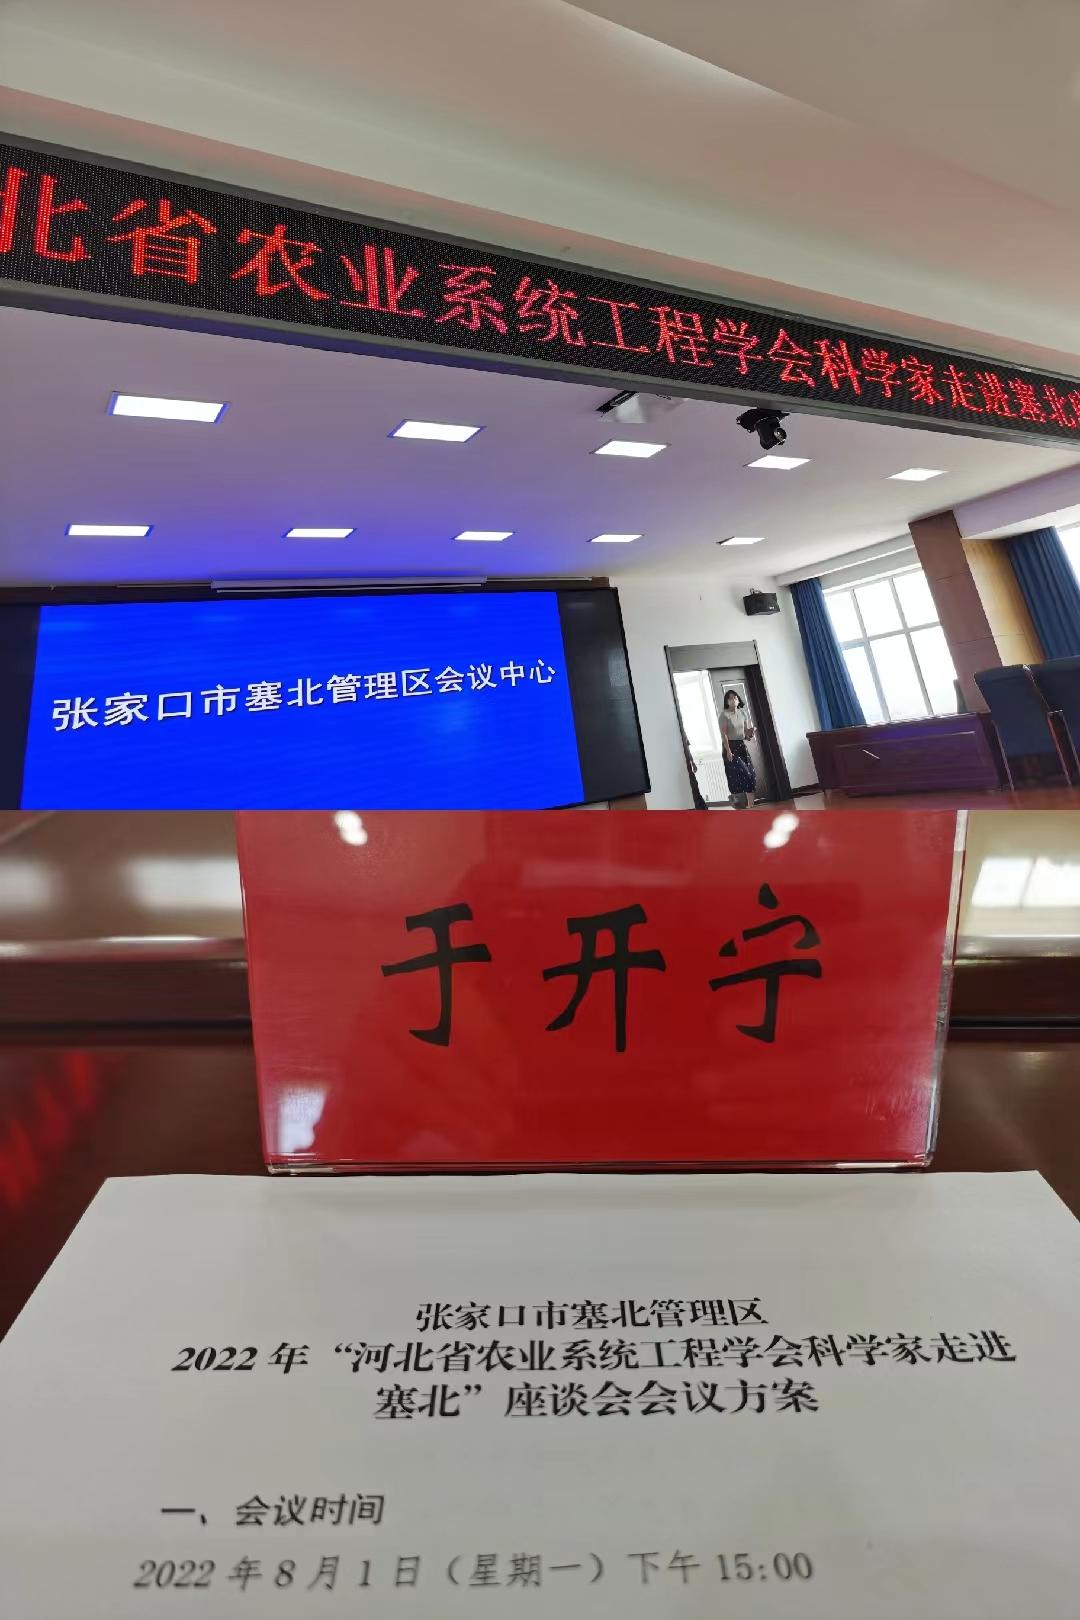 北省农业系统工程学会科学家走进塞北
张家口市塞北管理区会议中心
于开宁
张家口市塞北管理区
2022年“河北省农业系统工程学会科学家走进
塞北”座谈会会议方案
一、会议时间
2022年8月1日（星期一）下午15:00